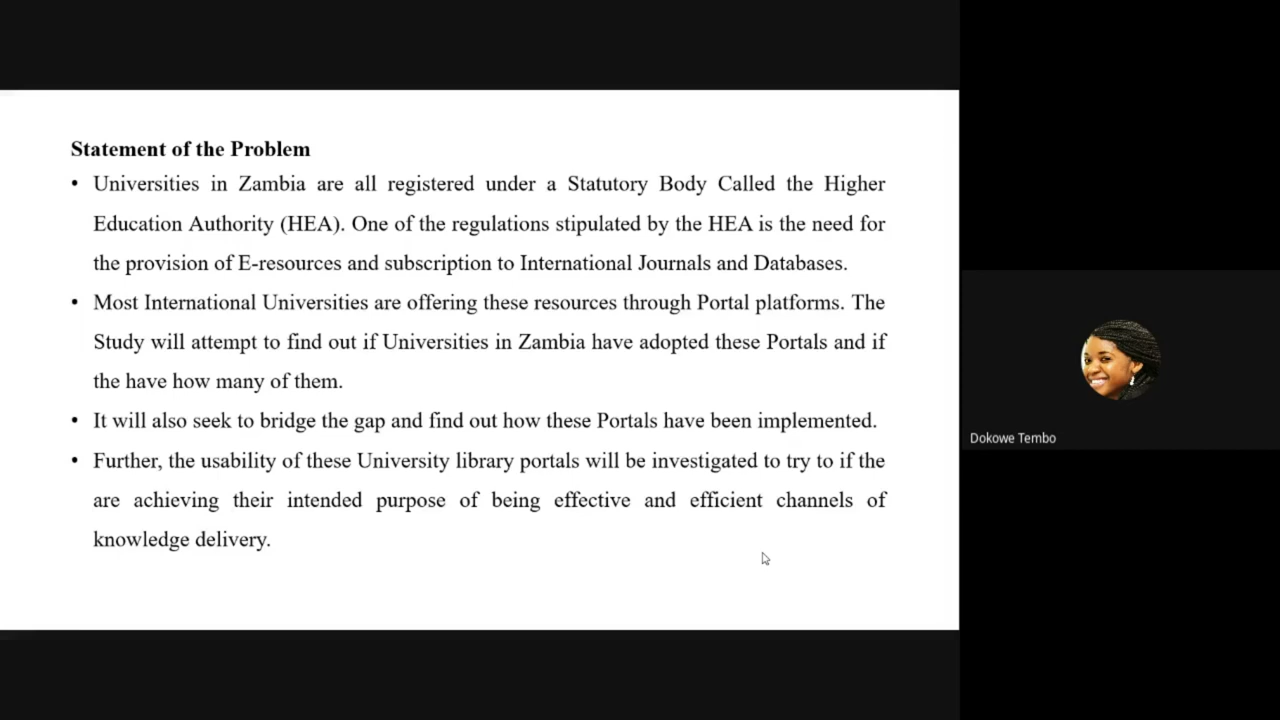 Statement of the Problem
• Universities in Zambia are all registered under a Statutory Body Called the Higher
Education Authority (HEA). One of the regulations stipulated by the HEA is the need for
the provision of E-resources and subscription to International Journals and Databases.
• Most International Universities are offering these resources through Portal platforms. The
Study will attempt to find out if Universities in Zambia have adopted these Portals and if
the have how many of them.
• It will also seek to bridge the gap and find out how these Portals have been implemented.
• Further, the usability of these University library portals will be investigated to try to if the
are achieving their intended purpose of being effective and efficient channels of
knowledge delivery.
Dokowe Tembo